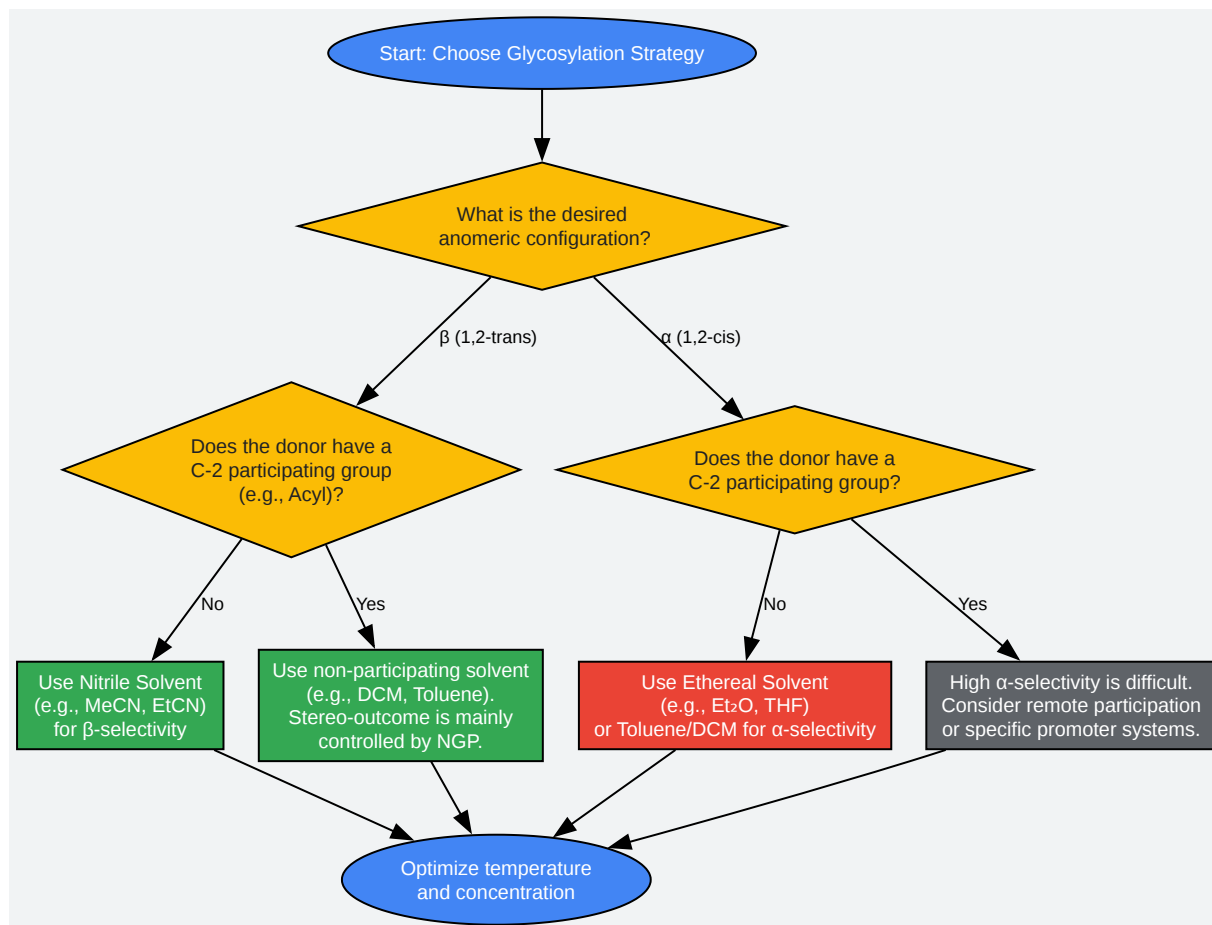 Start: Choose Glycosylation Strategy
What is the desired
anomeric configuration?
β (1,2-trans)
α (1,2-cis)
Does the donor have a
C-2 participating group
(e.g., Acyl)?
Does the donor have a
C-2 participating group?
No
Yes
No
Yes
Use Nitrile Solvent
(e.g., MeCN, EtCN)
for β-selectivity
Use non-participating solvent
(e.g., DCM, Toluene).
Stereo-outcome is mainly
controlled by NGP.
Use Ethereal Solvent
(e.g., Et₂O, THF)
or Toluene/DCM for α-selectivity
High α-selectivity is difficult.
Consider remote participation
or specific promoter systems.
Optimize temperature
and concentration